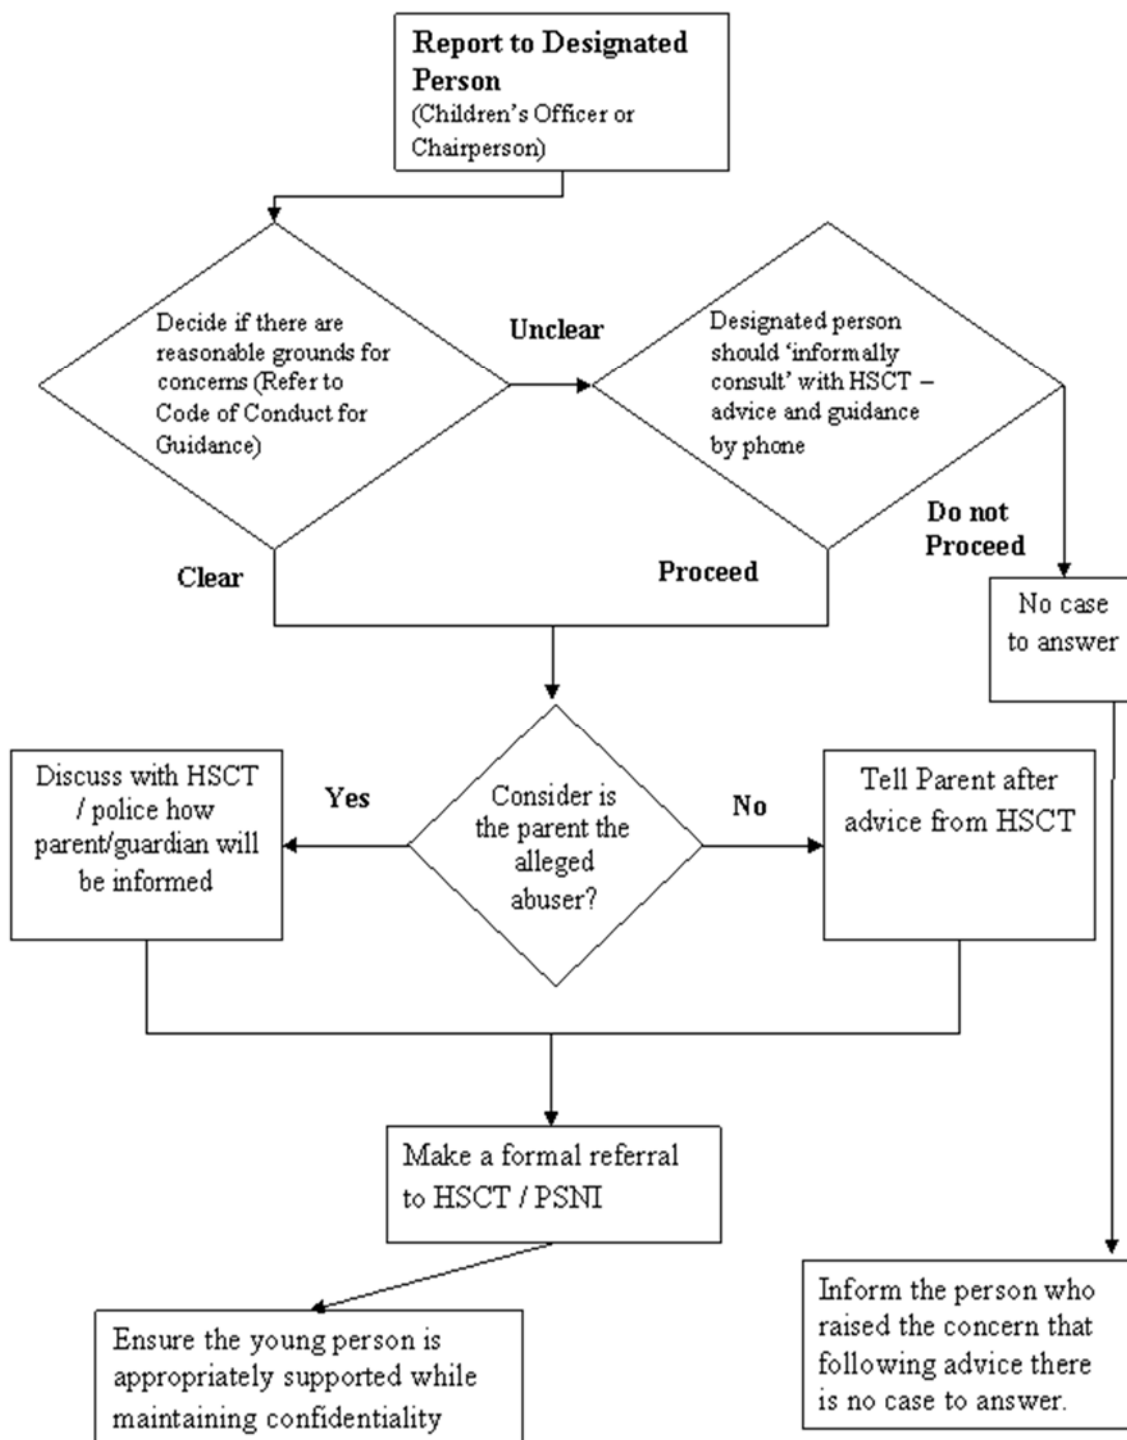 Report to Designated
Person
(Children's Officer or
Chairperson)
Decide if there are
reasonable grounds for
concerns (Refer to
Code of Conduct for
Guidance)
Unclear
Designated person
should ‘informally
consult’ with HSCT –
advice and guidance
by phone
Clear
Proceed
Do not
Proceed
No case
to answer
Discuss with HSCT
/ police how
parent/guardian will
be informed
Yes
Consider is
the parent the
alleged
abuser?
No
Tell Parent after
advice from HSCT
Make a formal referral
to HSCT / PSNI
Ensure the young person is
appropriately supported while
maintaining confidentiality
Inform the person who
raised the concern that
following advice there
is no case to answer.